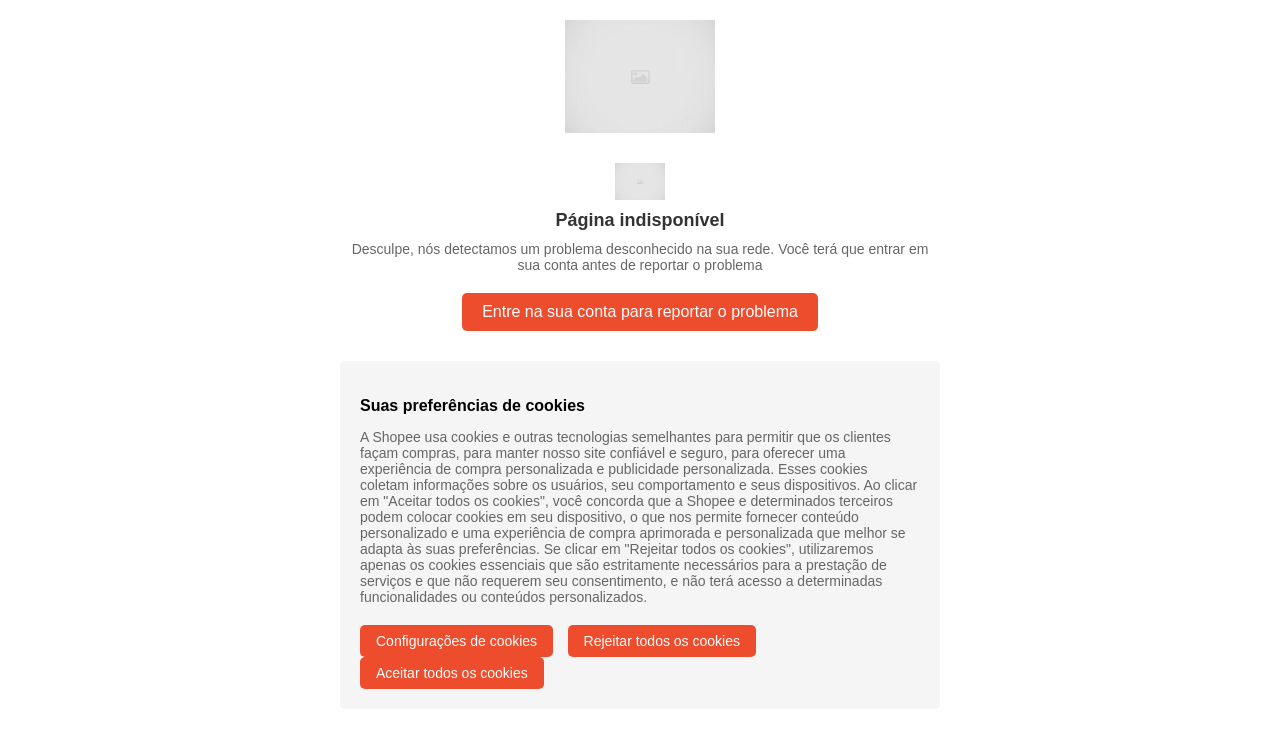 Página indisponível
Desculpe, nós detectamos um problema desconhecido na sua rede. Você terá que entrar em
sua conta antes de reportar o problema
Entre na sua conta para reportar o problema
Suas preferências de cookies
A Shopee usa cookies e outras tecnologias semelhantes para permitir que os clientes
façam compras, para manter nosso site confiável e seguro, para oferecer uma
experiência de compra personalizada e publicidade personalizada. Esses cookies
coletam informações sobre os usuários, seu comportamento e seus dispositivos. Ao clicar
em "Aceitar todos os cookies", você concorda que a Shopee e determinados terceiros
podem colocar cookies em seu dispositivo, o que nos permite fornecer conteúdo
personalizado e uma experiência de compra aprimorada e personalizada que melhor se
adapta às suas preferências. Se clicar em "Rejeitar todos os cookies", utilizaremos
apenas os cookies essenciais que são estritamente necessários para a prestação de
serviços e que não requerem seu consentimento, e não terá acesso a determinadas
funcionalidades ou conteúdos personalizados.
Configurações de cookies
Rejeitar todos os cookies
Aceitar todos os cookies